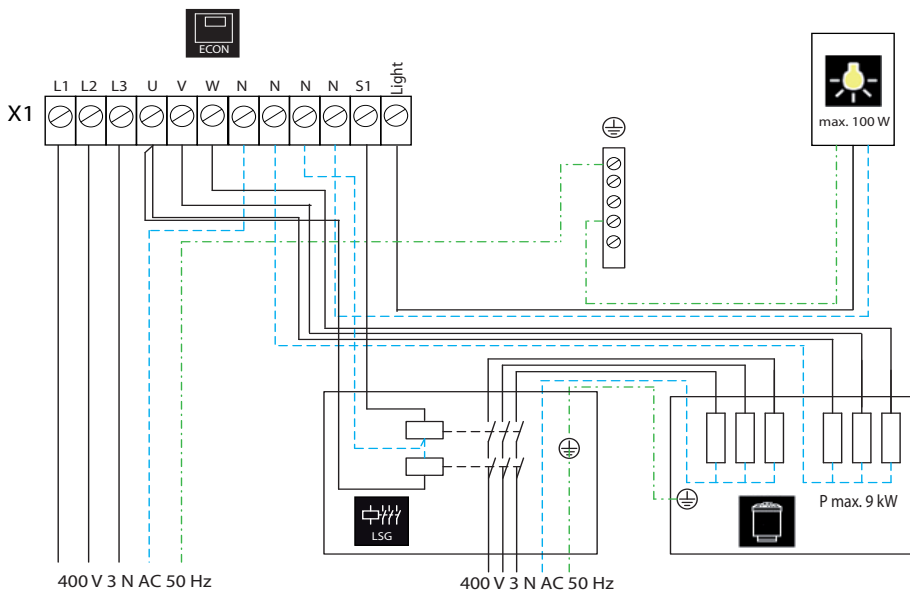 ECON
L1 L2 L3 U V W N N N N S1 Light
X1
max. 100 W
P max. 9 kW
LSG
400 V 3 N AC 50 Hz
400 V 3 N AC 50 Hz